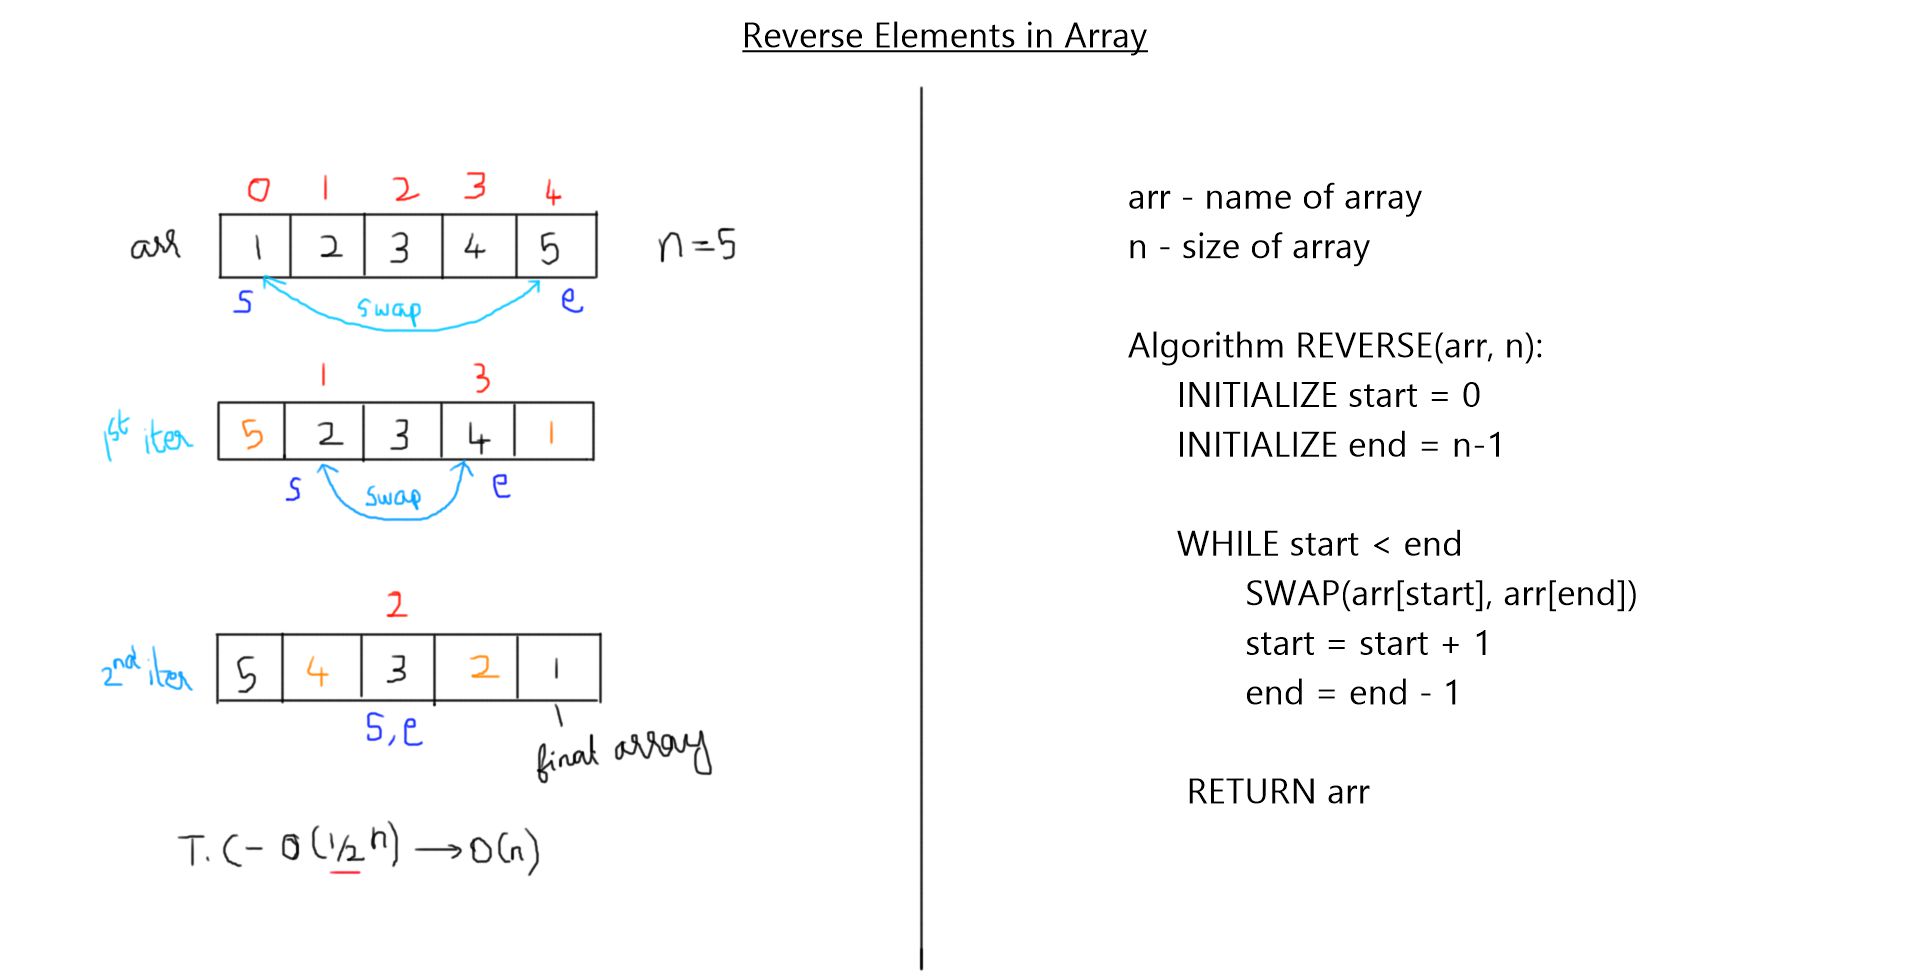 Reverse Elements in Array
0 1 2 3 4
arr 1 2 3 4 5 n=5
s swap e
1 3
1st iter 5 2 3 4 1
s swap e
2
2nd iter 5 4 3 2 1
s,e
final array
T.C- O(1/2 n) → O(n)
arr - name of array
n - size of array
Algorithm REVERSE(arr, n):
INITIALIZE start = 0
INITIALIZE end = n-1
WHILE start < end
SWAP(arr[start], arr[end])
start = start + 1
end = end - 1
RETURN arr